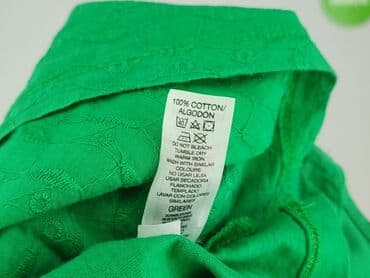 100% COTTON/
ALGODÓN
DO NOT BLEACH
TUMBLE DRY
WARM IRON
WASH WITH SIMILAR
COLOURS
NO USAR LEJIA
USAR SECADORA
PLANCHADO
TEMPLADO
LAVAR CON COLORES
SIMILARES
GREEN